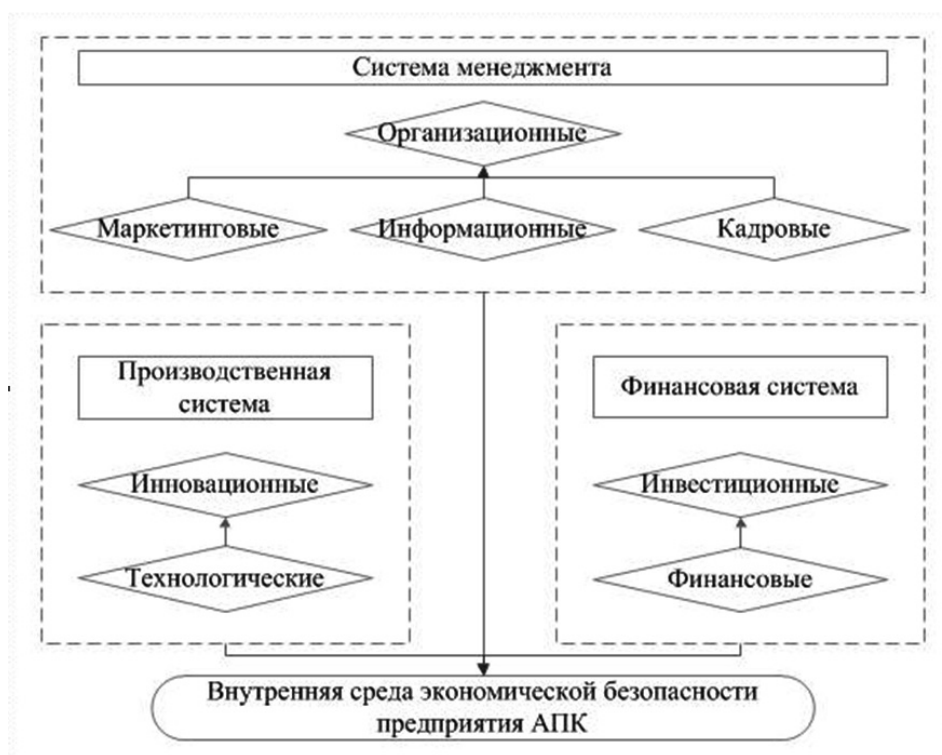 Система менеджмента
Организационные
Маркетинговые
Информационные
Кадровые
Производственная
система
Финансовая система
Инновационные
Инвестиционные
Технологические
Финансовые
Внутренняя среда экономической безопасности
предприятия АПК